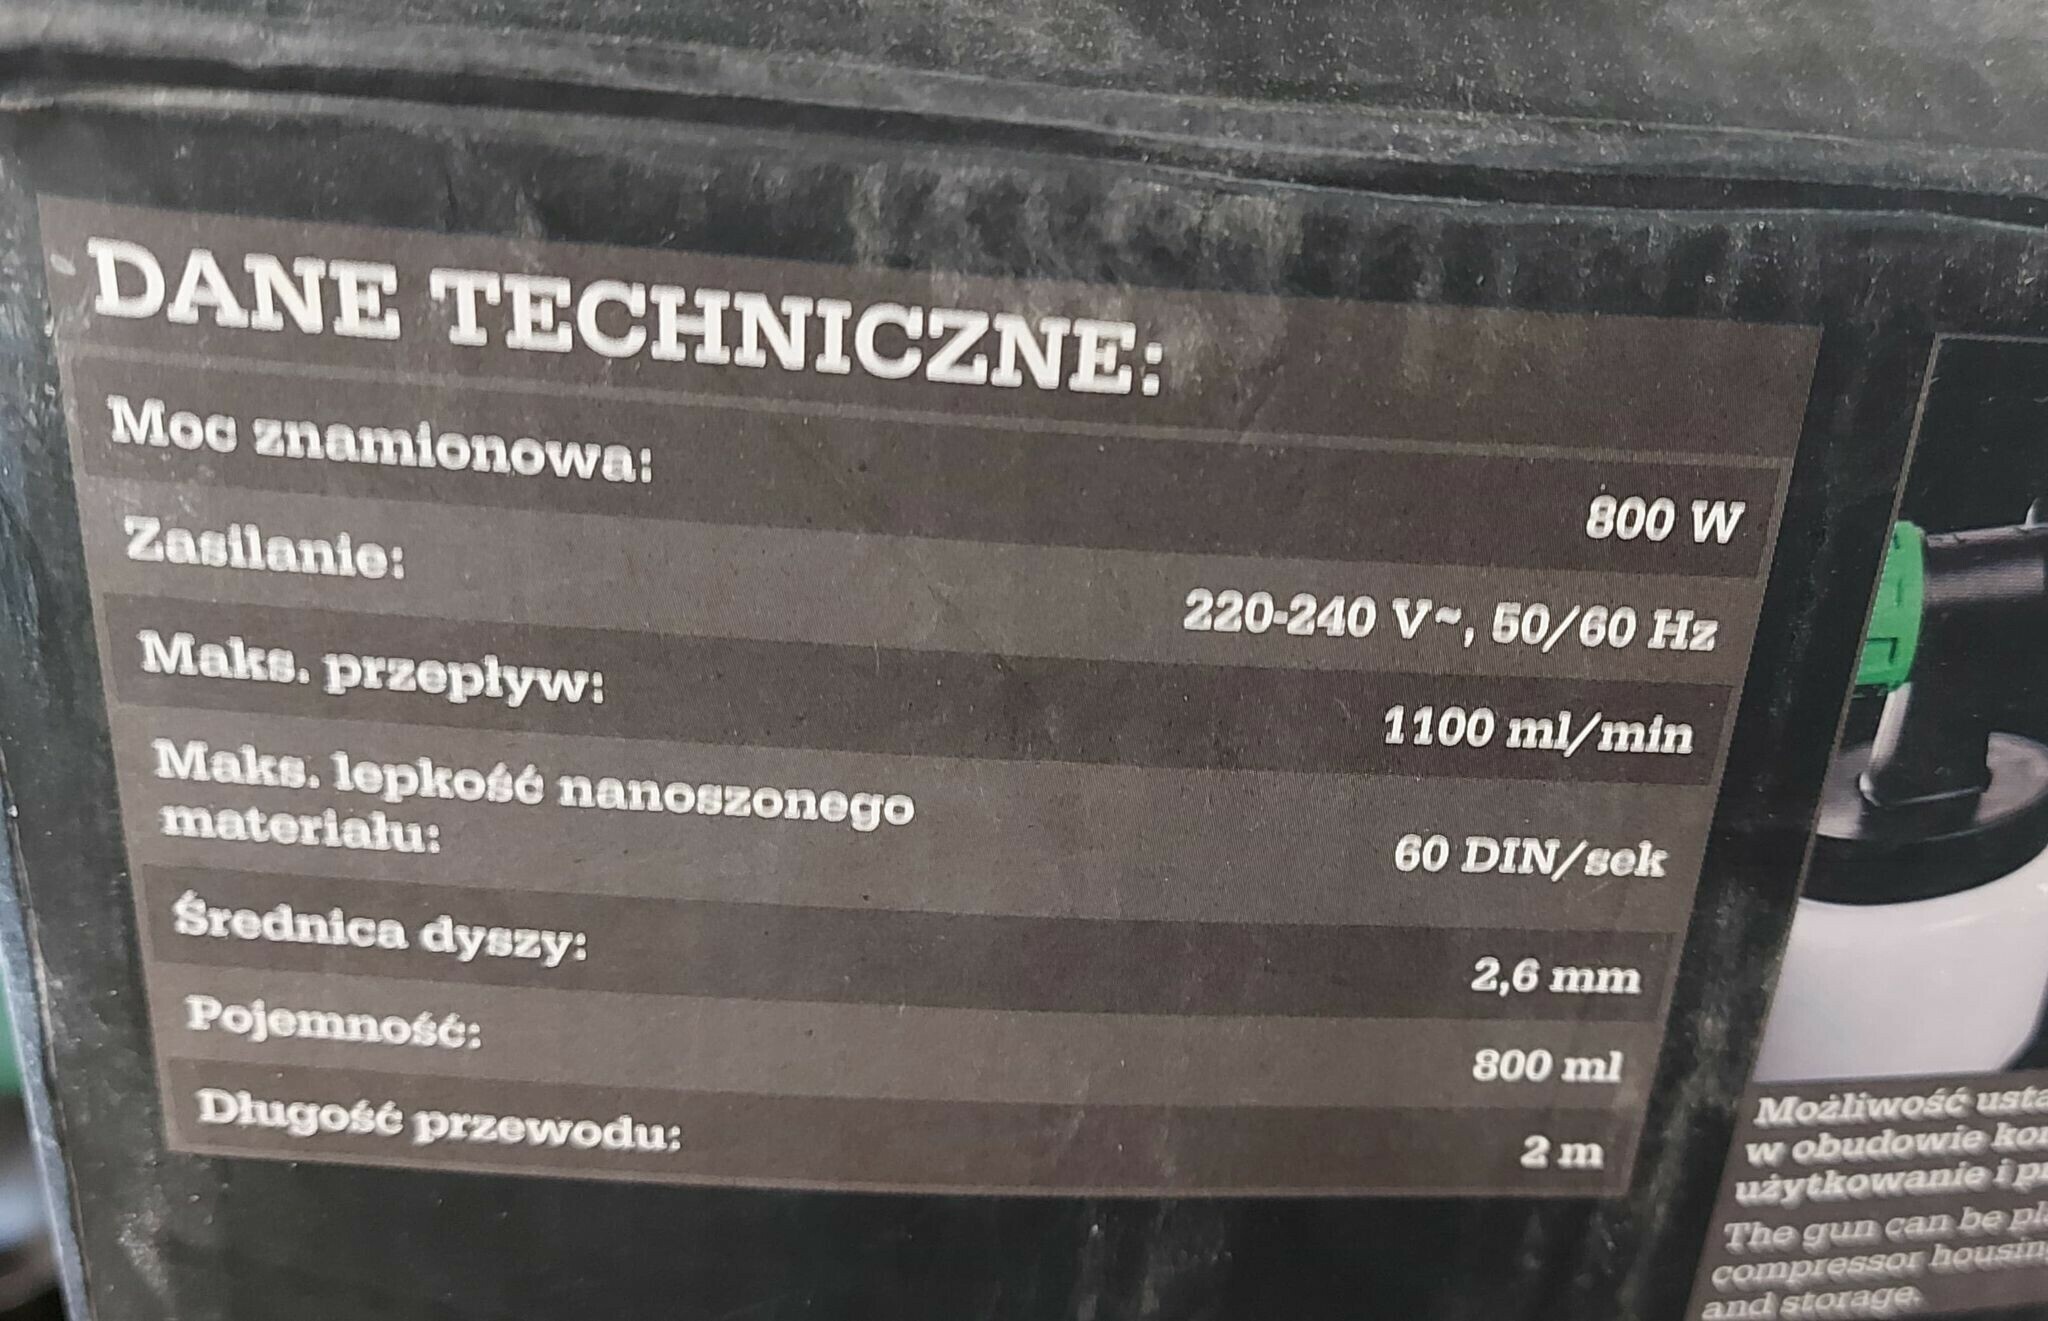 DANE TECHNICZNE:
Moc znamionowa:
800 W
Zasilanie:
220-240 V~, 50/60 Hz
Maks. przepływ:
1100 ml/min
Maks. lepkość nanoszonego
materiału:
60 DIN/sek
Średnica dyszy:
2,6 mm
Pojemność:
800 ml
Długość przewodu:
2 m
Możliwość
w obudowie
użytkowanie i
The gun can be
compressor
and storage.